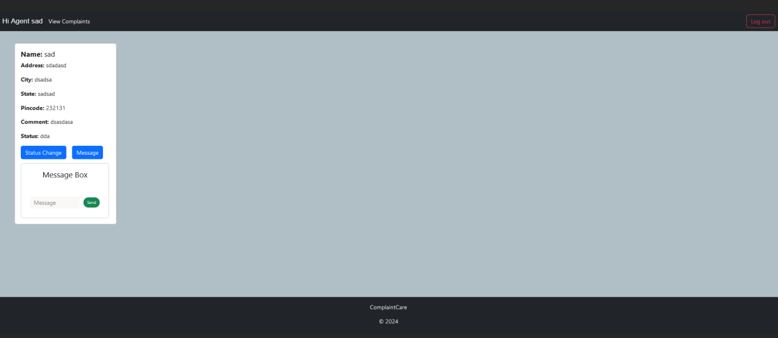 Hi Agent sad View Complaints Log out
Name: sad
Address: sdadasd
City: dsadsa
State: sadsad
Pincode: 232131
Comment: dsasdasa
Status: dda
Status Change Message
Message Box
Message Send
ComplaintCare
© 2024